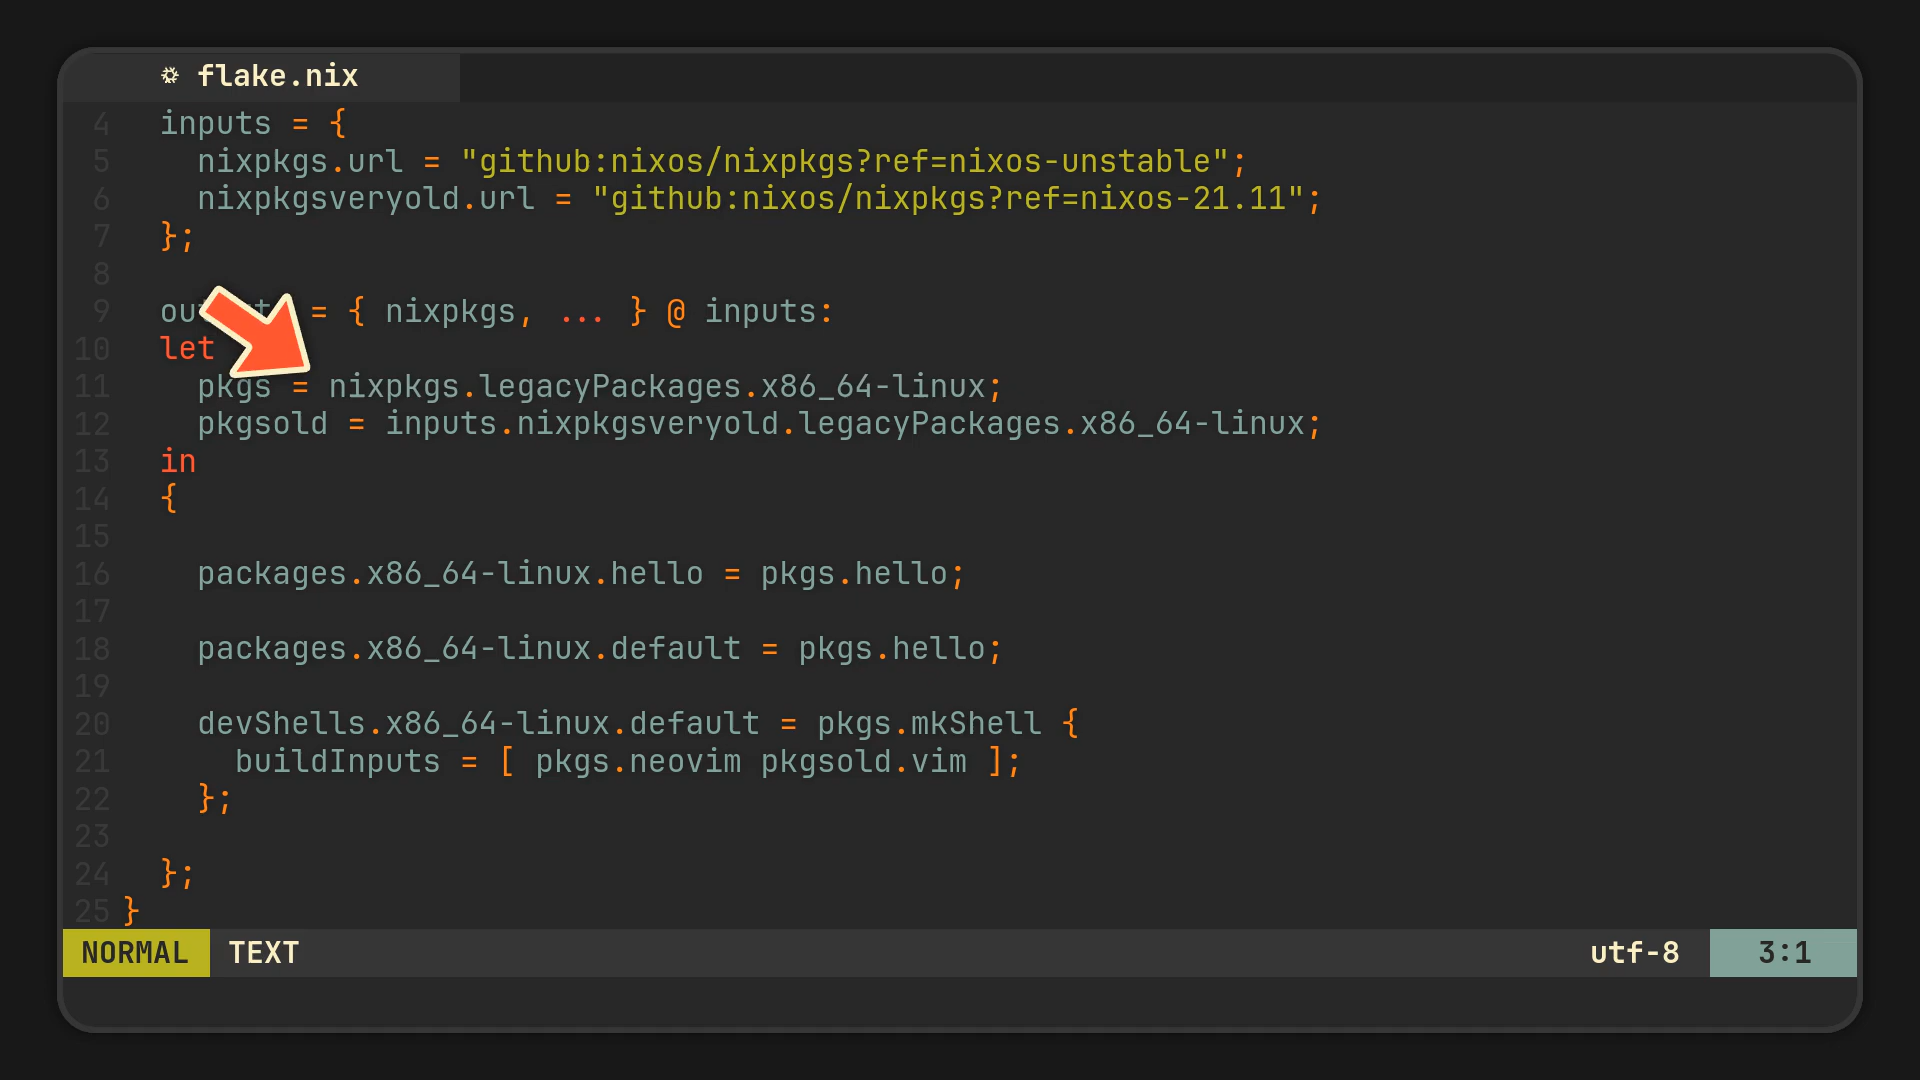 flake.nix
4 inputs = {
5 nixpkgs.url = "github:nixos/nixpkgs?ref=nixos-unstable";
6 nixpkgsveryold.url = "github:nixos/nixpkgs?ref=nixos-21.11";
7 };
8
9 = { nixpkgs, ... } @ inputs:
10 let
11 pkgs = nixpkgs.legacyPackages.x86_64-linux;
12 pkgsold = inputs.nixpkgsveryold.legacyPackages.x86_64-linux;
13 in
14 {
15
16 packages.x86_64-linux.hello = pkgs.hello;
17
18 packages.x86_64-linux.default = pkgs.hello;
19
20 devShells.x86_64-linux.default = pkgs.mkShell {
21 buildInputs = [ pkgs.neovim pkgsold.vim ];
22 };
23
24 };
25 }
NORMAL TEXT utf-8 3:1